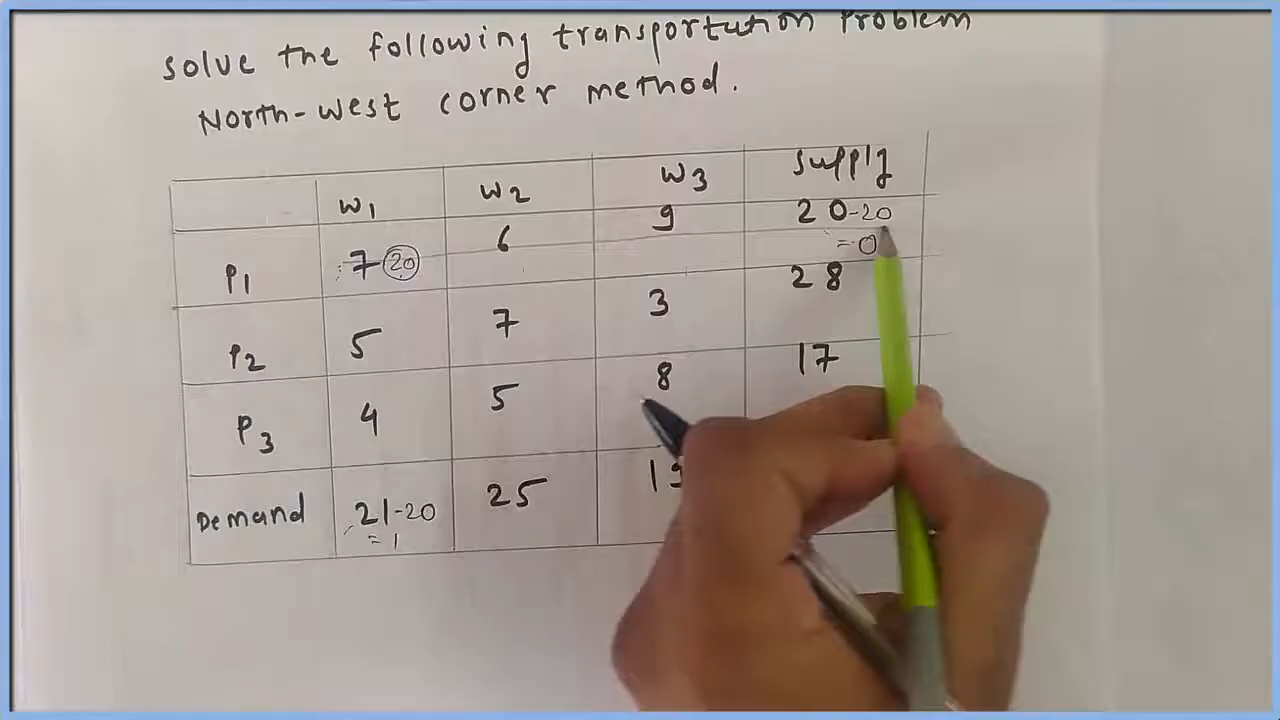 solve the following transportution Problem
North-west corner method.
W1 W2 W3 Supply
P1 7 20 6 9 20-20
=0
P2 5 7 3 28
P3 4 5 8 17
Demand 21-20 25
=1